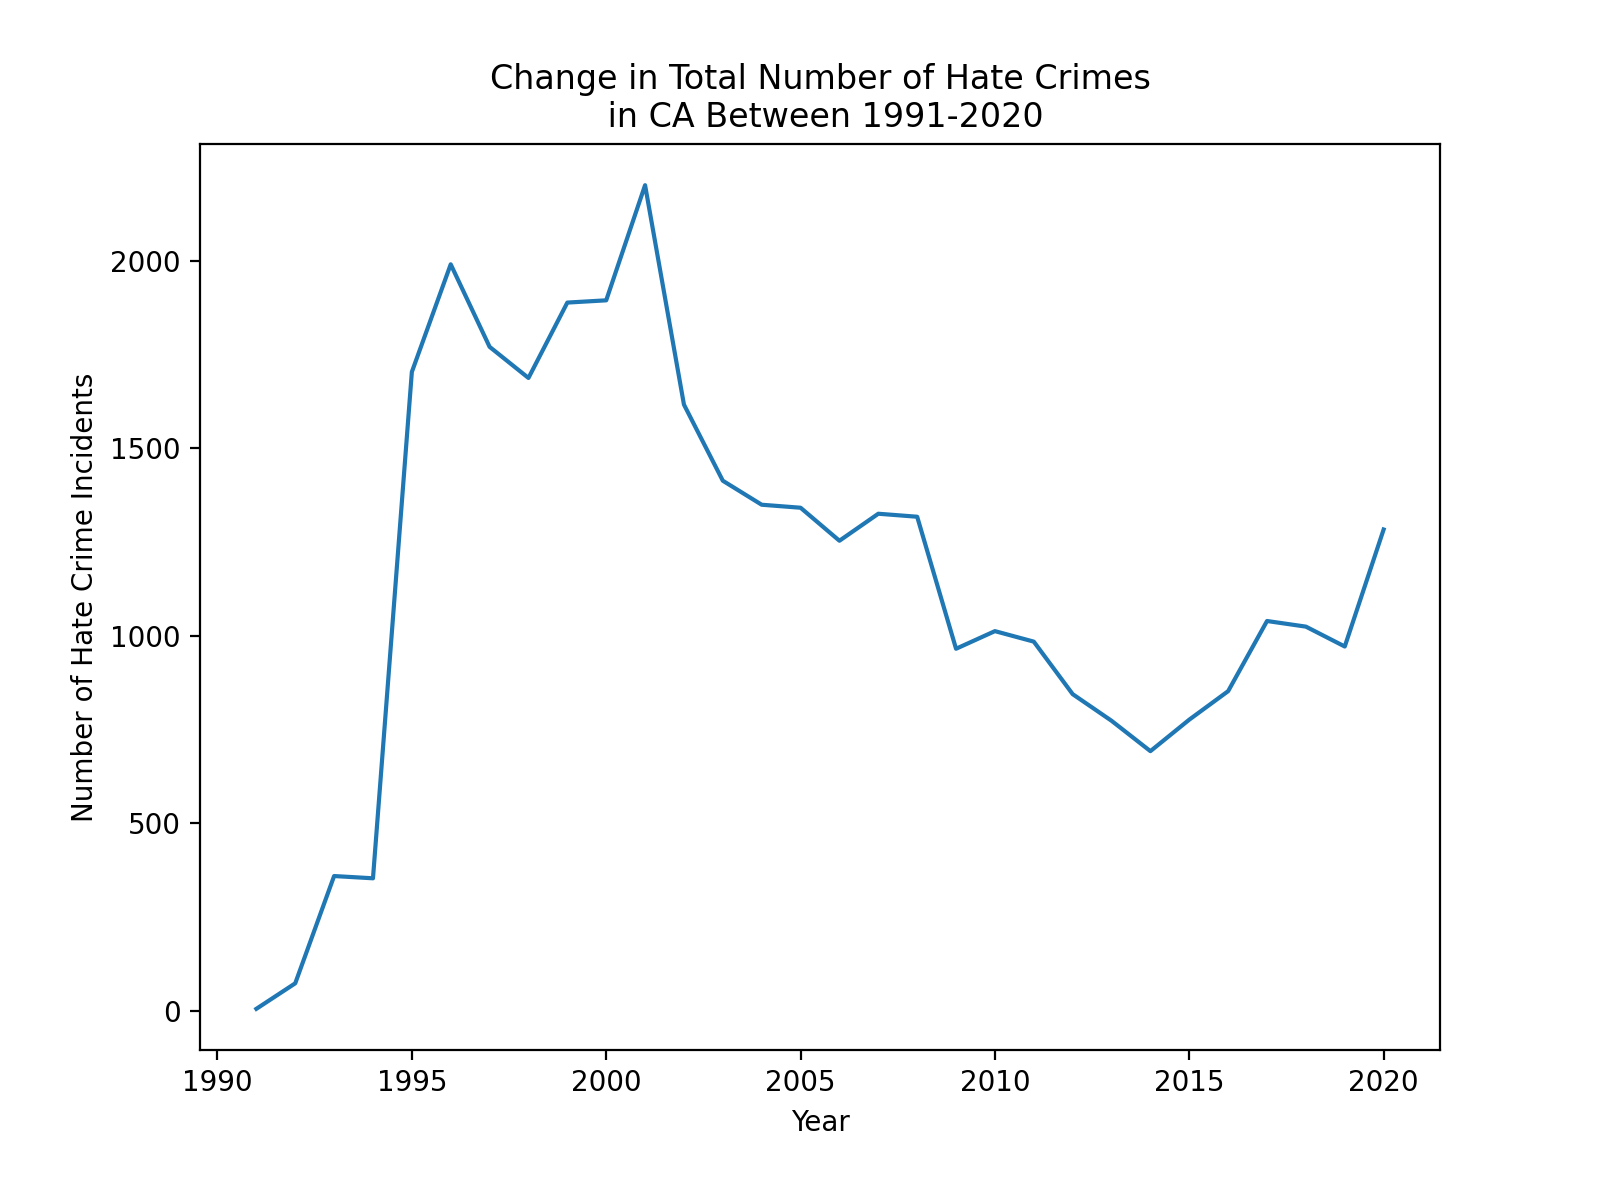 Change in Total Number of Hate Crimes
in CA Between 1991-2020
Number of Hate Crime Incidents
2000
1500
1000
500
0
1990 1995 2000 2005 2010 2015 2020
Year